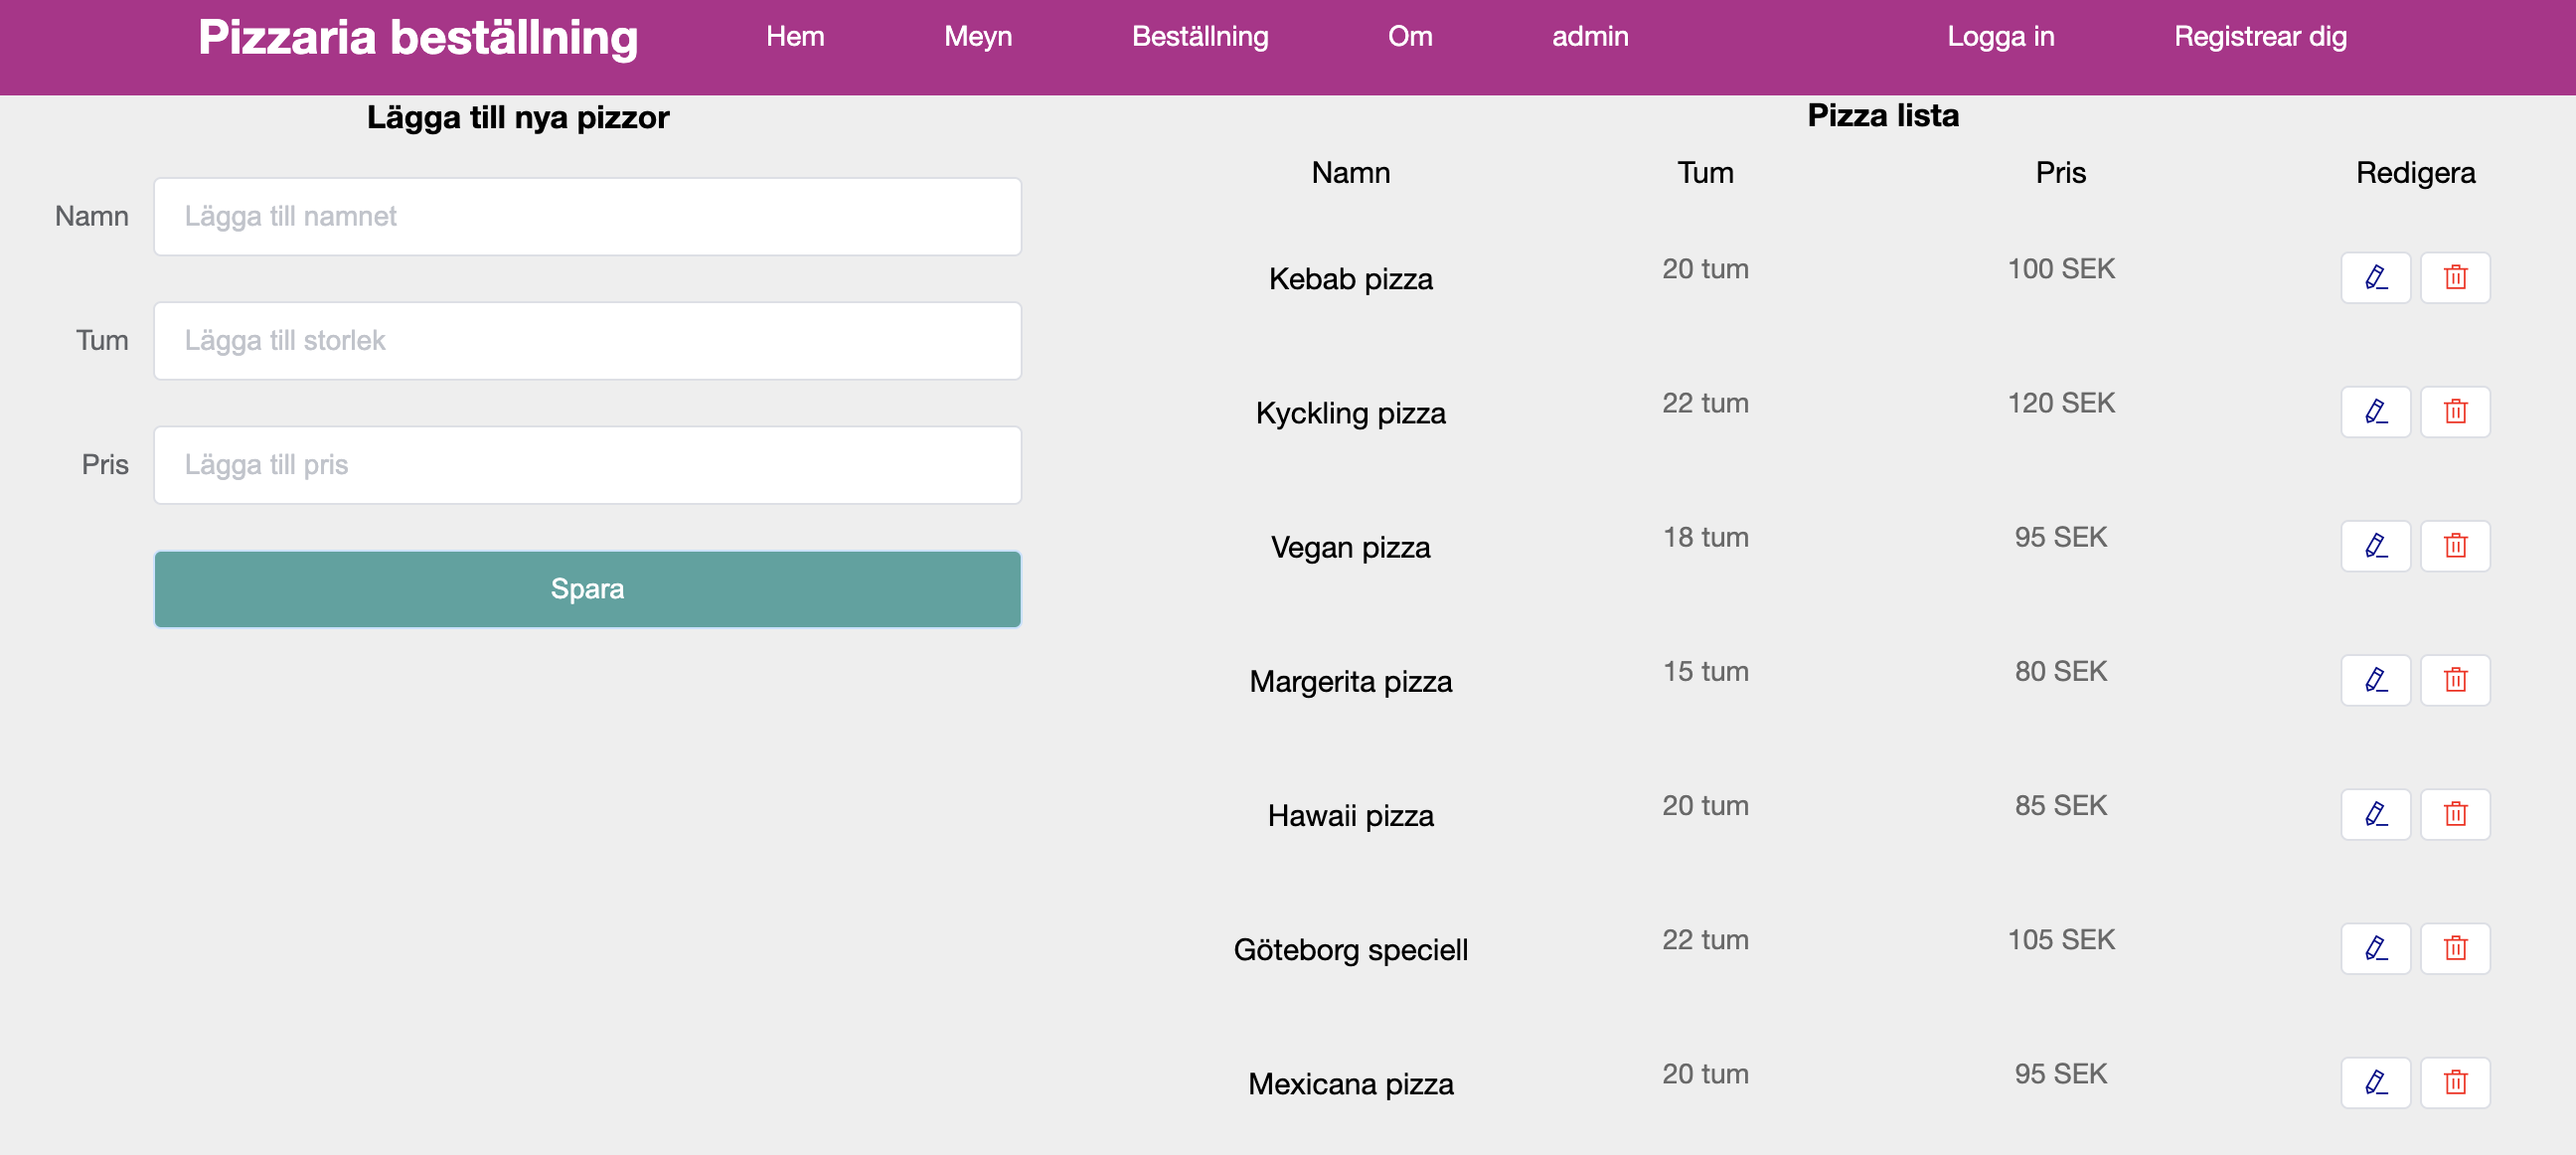 Pizzaria beställning Hem Meyn Beställning Om admin Logga in Registrear dig
Lägga till nya pizzor
Namn Lägga till namnet
Tum Lägga till storlek
Pris Lägga till pris
Spara
Pizza lista
Namn Tum Pris Redigera
Kebab pizza 20 tum 100 SEK
Kyckling pizza 22 tum 120 SEK
Vegan pizza 18 tum 95 SEK
Margerita pizza 15 tum 80 SEK
Hawaii pizza 20 tum 85 SEK
Göteborg speciell 22 tum 105 SEK
Mexicana pizza 20 tum 95 SEK